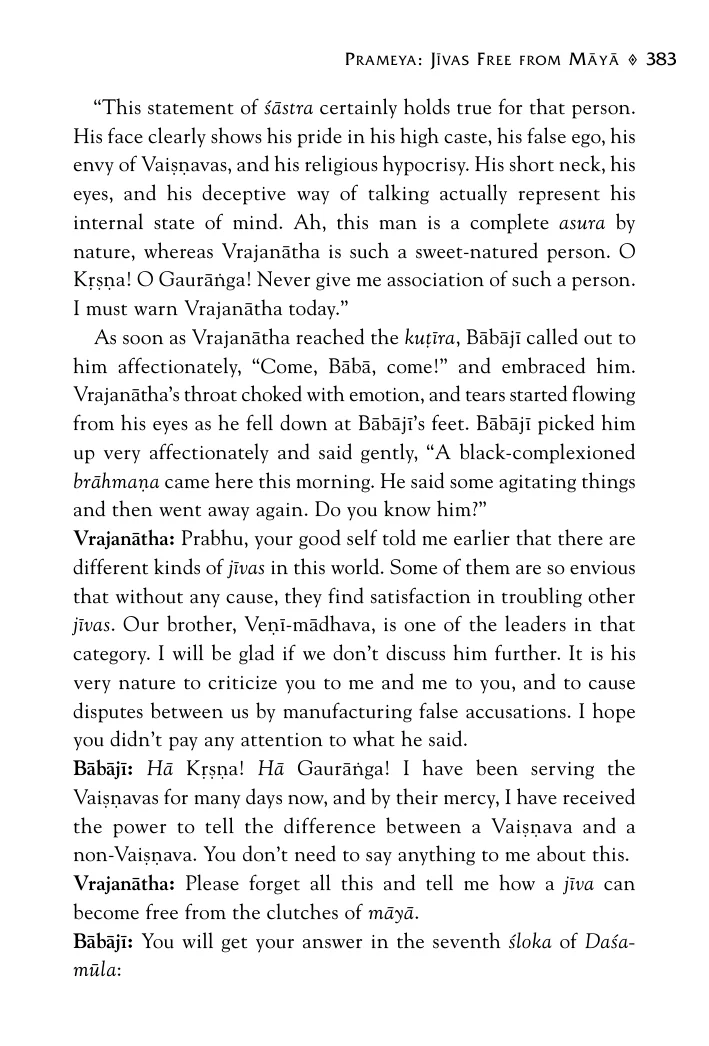 PRAMEYA: JĪVAS FREE FROM MĀYĀ ◊ 383
“This statement of śāstra certainly holds true for that person.
His face clearly shows his pride in his high caste, his false ego, his
envy of Vaiṣṇavas, and his religious hypocrisy. His short neck, his
eyes, and his deceptive way of talking actually represent his
internal state of mind. Ah, this man is a complete asura by
nature, whereas Vrajanātha is such a sweet-natured person. O
Kṛṣṇa! O Gaurāṅga! Never give me association of such a person.
I must warn Vrajanātha today.”
As soon as Vrajanātha reached the kuṭīra, Bābājī called out to
him affectionately, “Come, Bābā, come!” and embraced him.
Vrajanātha’s throat choked with emotion, and tears started flowing
from his eyes as he fell down at Bābājī’s feet. Bābājī picked him
up very affectionately and said gently, “A black-complexioned
brāhmaṇa came here this morning. He said some agitating things
and then went away again. Do you know him?”
Vrajanātha: Prabhu, your good self told me earlier that there are
different kinds of jīvas in this world. Some of them are so envious
that without any cause, they find satisfaction in troubling other
jīvas. Our brother, Veṇī-mādhava, is one of the leaders in that
category. I will be glad if we don’t discuss him further. It is his
very nature to criticize you to me and me to you, and to cause
disputes between us by manufacturing false accusations. I hope
you didn’t pay any attention to what he said.
Bābājī: Hā Kṛṣṇa! Hā Gaurāṅga! I have been serving the
Vaiṣṇavas for many days now, and by their mercy, I have received
the power to tell the difference between a Vaiṣṇava and a
non-Vaiṣṇava. You don’t need to say anything to me about this.
Vrajanātha: Please forget all this and tell me how a jīva can
become free from the clutches of māyā.
Bābājī: You will get your answer in the seventh śloka of Daśa-
mūla: